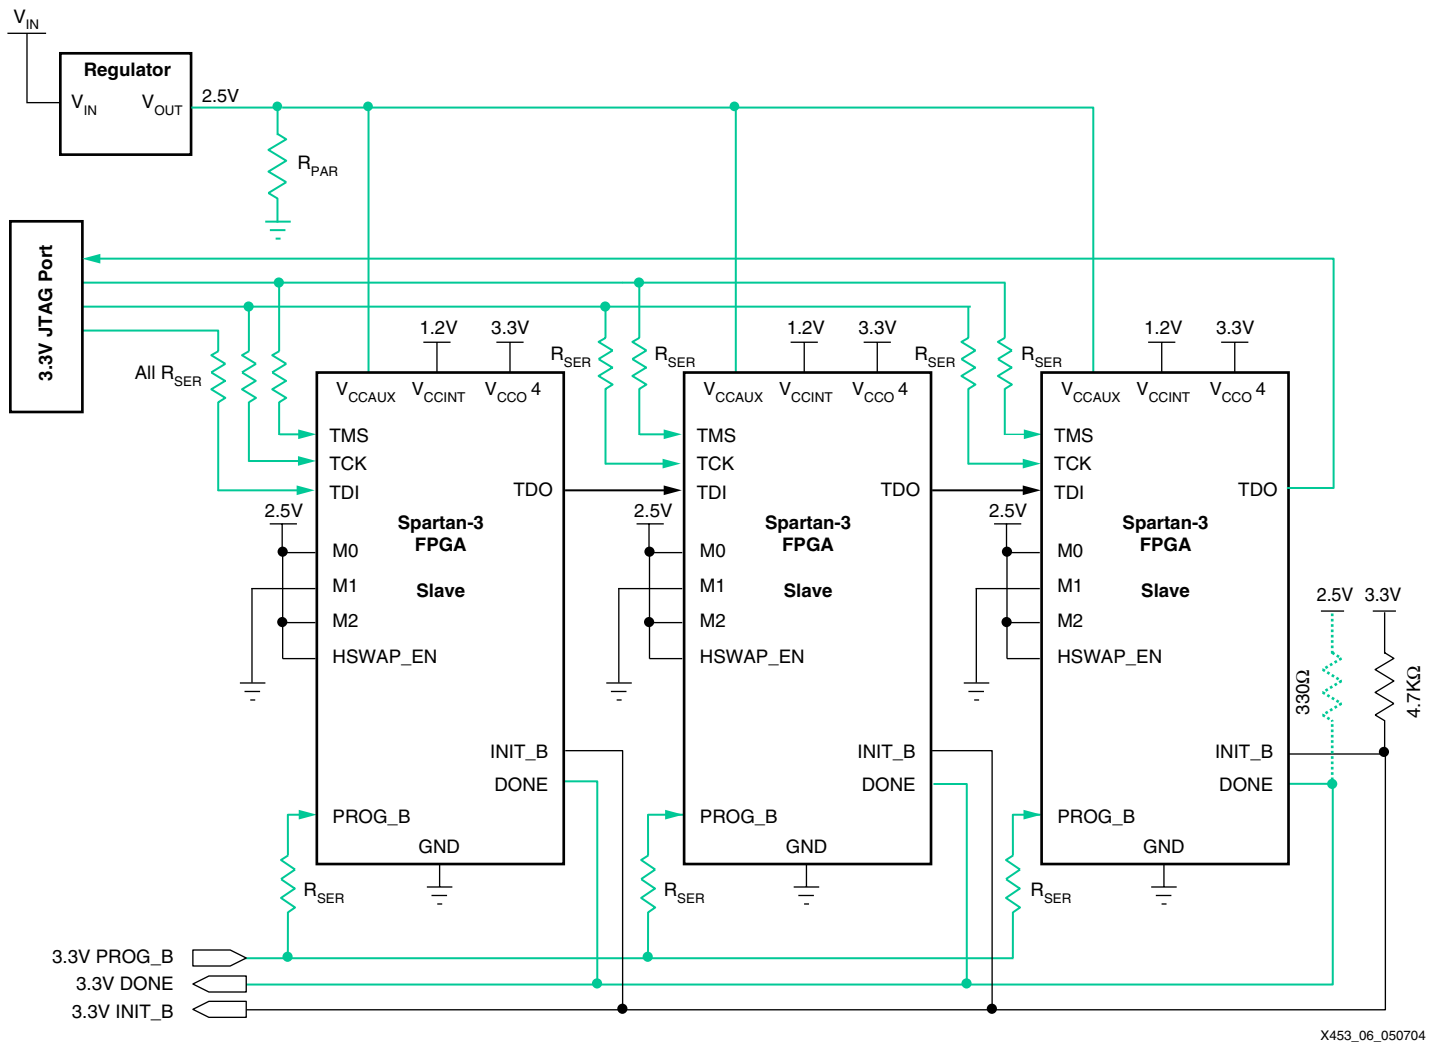 VIN
Regulator
VIN VOUT 2.5V
RPAR
3.3V JTAG Port
All RSER
1.2V 3.3V
RSER RSER
1.2V 3.3V
RSER RSER
1.2V 3.3V
VCCAUX VCCINT VCCO 4
TMS
TCK
TDI
TDO
2.5V
Spartan-3
FPGA
Slave
M0
M1
M2
HSWAP_EN
INIT_B
DONE
PROG_B
GND
RSER
VCCAUX VCCINT VCCO 4
TMS
TCK
TDI
TDO
2.5V
Spartan-3
FPGA
Slave
M0
M1
M2
HSWAP_EN
INIT_B
DONE
PROG_B
GND
RSER
VCCAUX VCCINT VCCO 4
TMS
TCK
TDI
TDO
2.5V
Spartan-3
FPGA
Slave
M0
M1
M2
HSWAP_EN
INIT_B
DONE
PROG_B
GND
RSER
2.5V 3.3V
330Ω
4.7KΩ
3.3V PROG_B
3.3V DONE
3.3V INIT_B
X453_06_050704